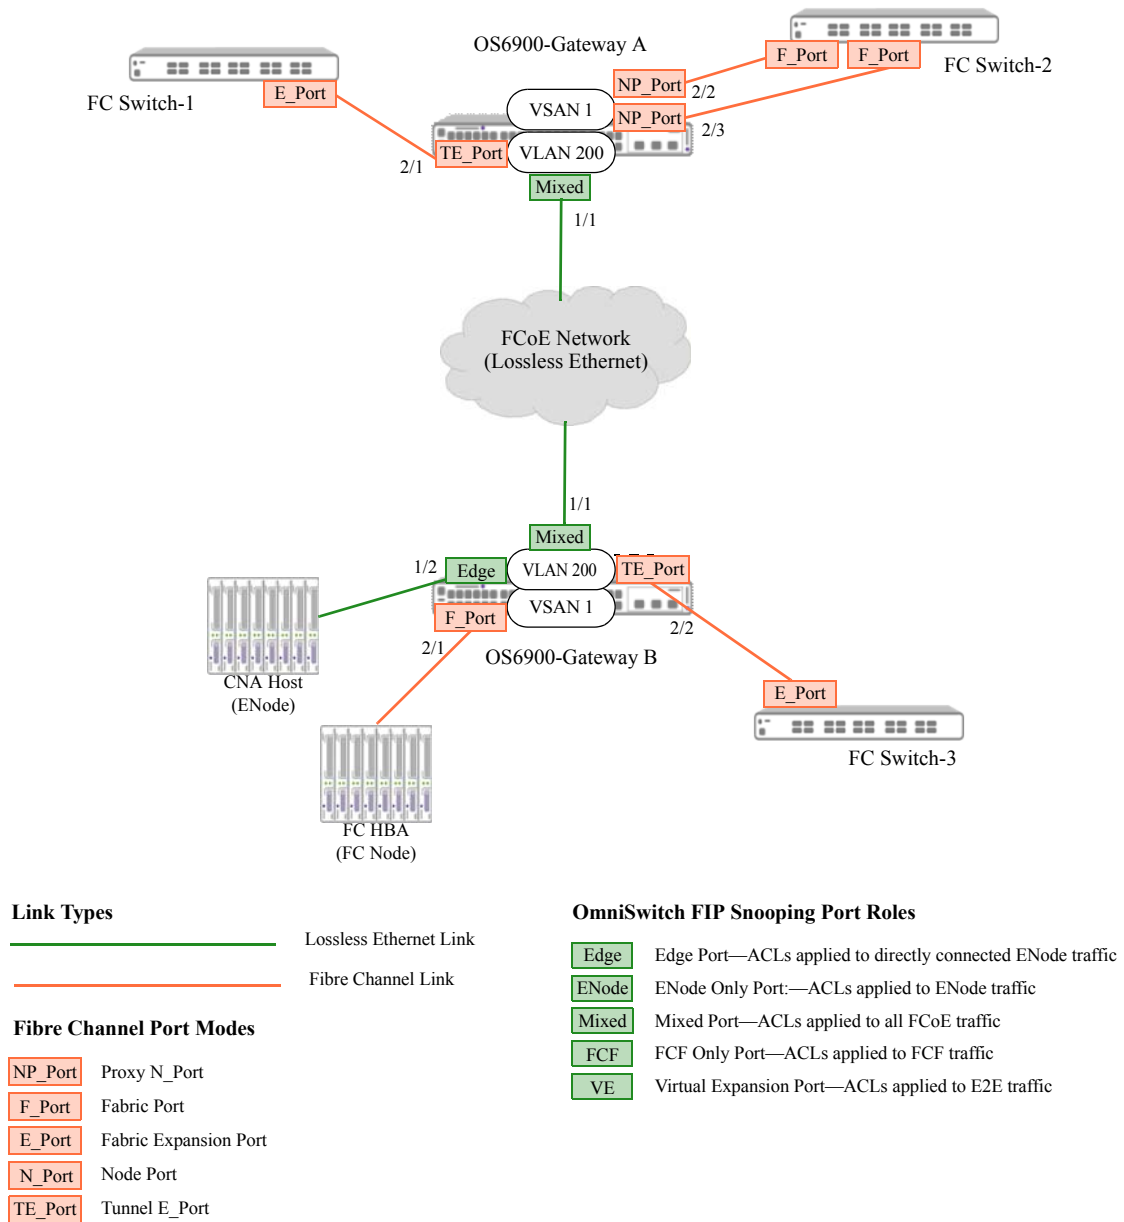 OS6900-Gateway A
F_Port
F_Port
FC Switch-2
FC Switch-1
E_Port
NP_Port
2/2
VSAN 1
NP_Port
2/3
2/1
TE_Port
VLAN 200
Mixed
1/1
FCoE Network
(Lossless Ethernet)
1/1
Mixed
1/2
Edge
VLAN 200
TE_Port
F_Port
VSAN 1
2/1
2/2
OS6900-Gateway B
CNA Host
(ENode)
E_Port
FC Switch-3
FC HBA
(FC Node)
Link Types
Lossless Ethernet Link
Fibre Channel Link
Fibre Channel Port Modes
NP_Port Proxy N_Port
F_Port Fabric Port
E_Port Fabric Expansion Port
N_Port Node Port
TE_Port Tunnel E_Port
OmniSwitch FIP Snooping Port Roles
Edge Edge Port—ACLs applied to directly connected ENode traffic
ENode ENode Only Port:—ACLs applied to ENode traffic
Mixed Mixed Port—ACLs applied to all FCoE traffic
FCF FCF Only Port—ACLs applied to FCF traffic
VE Virtual Expansion Port—ACLs applied to E2E traffic